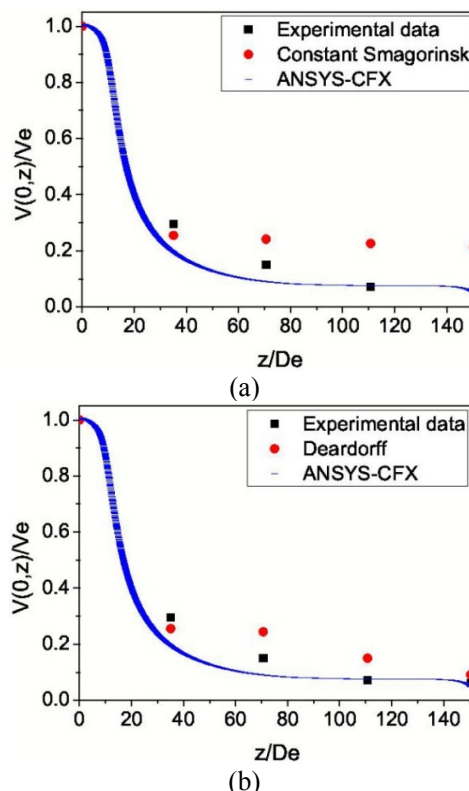 Experimental data
Constant Smagorinsk
ANSYS-CFX
1.0
0.8
0.6
0.4
0.2
0.0
V(0,z)/Ve
0 20 40 60 80 100 120 140
z/De
(a)
Experimental data
Deardorff
ANSYS-CFX
1.0
0.8
0.6
0.4
0.2
0.0
V(0,z)/Ve
0 20 40 60 80 100 120 140
z/De
(b)